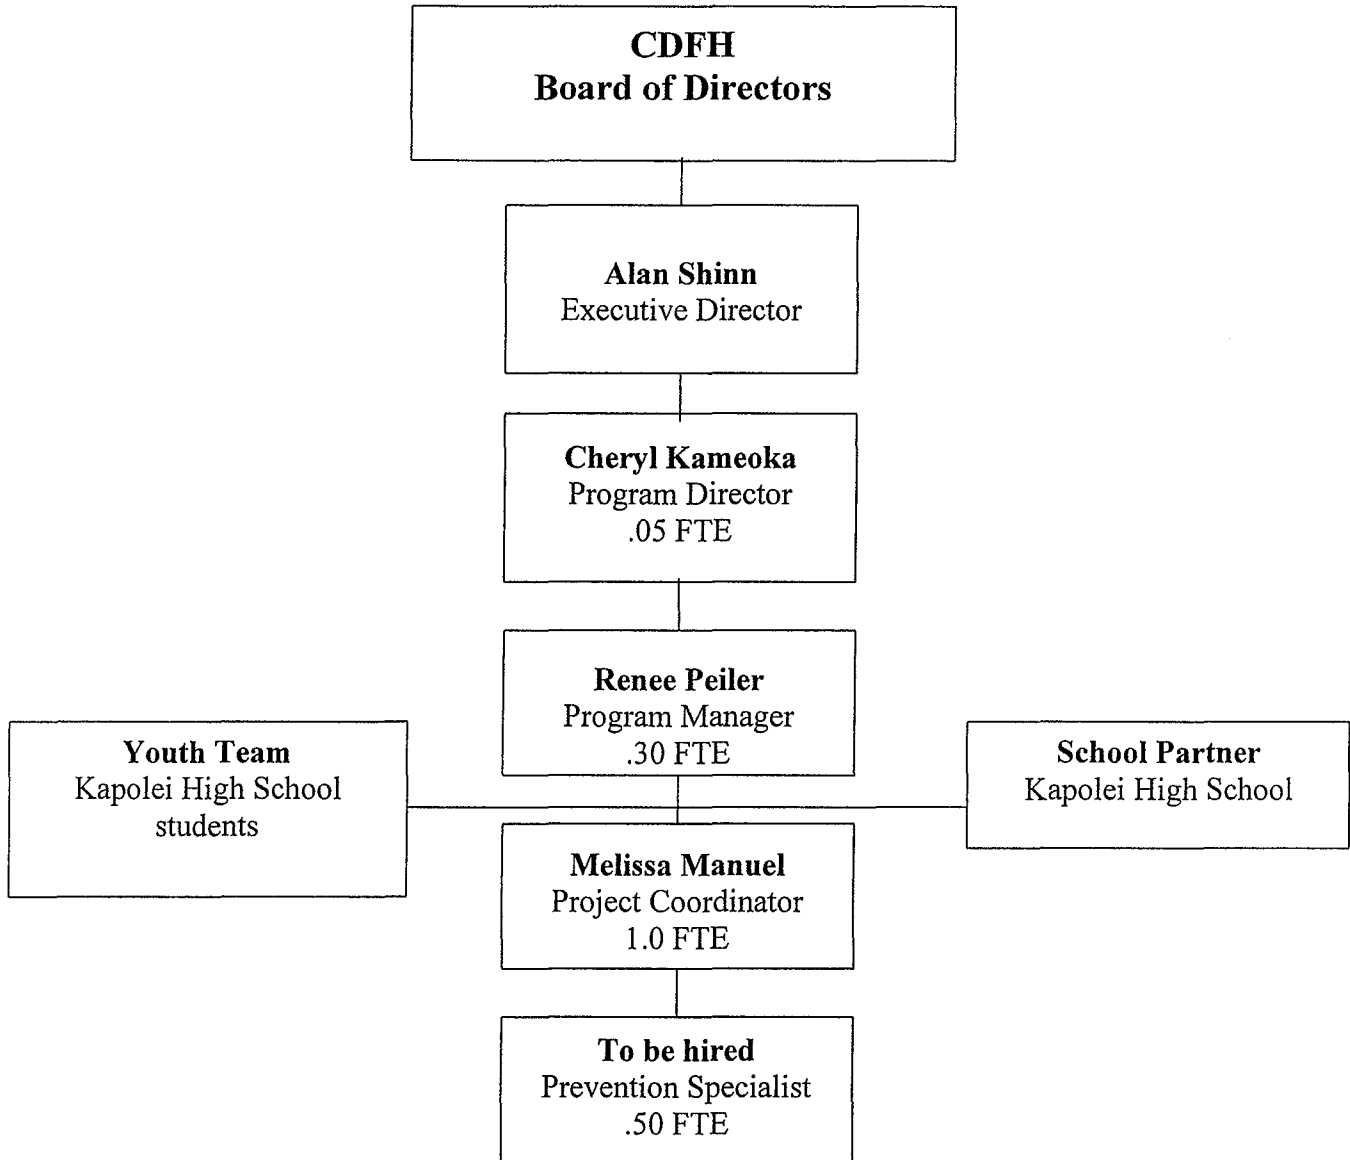 CDFH
Board of Directors
Alan Shinn
Executive Director
Cheryl Kameoka
Program Director
.05 FTE
Renee Peiler
Program Manager
.30 FTE
Youth Team
Kapolei High School
students
School Partner
Kapolei High School
Melissa Manuel
Project Coordinator
1.0 FTE
To be hired
Prevention Specialist
.50 FTE